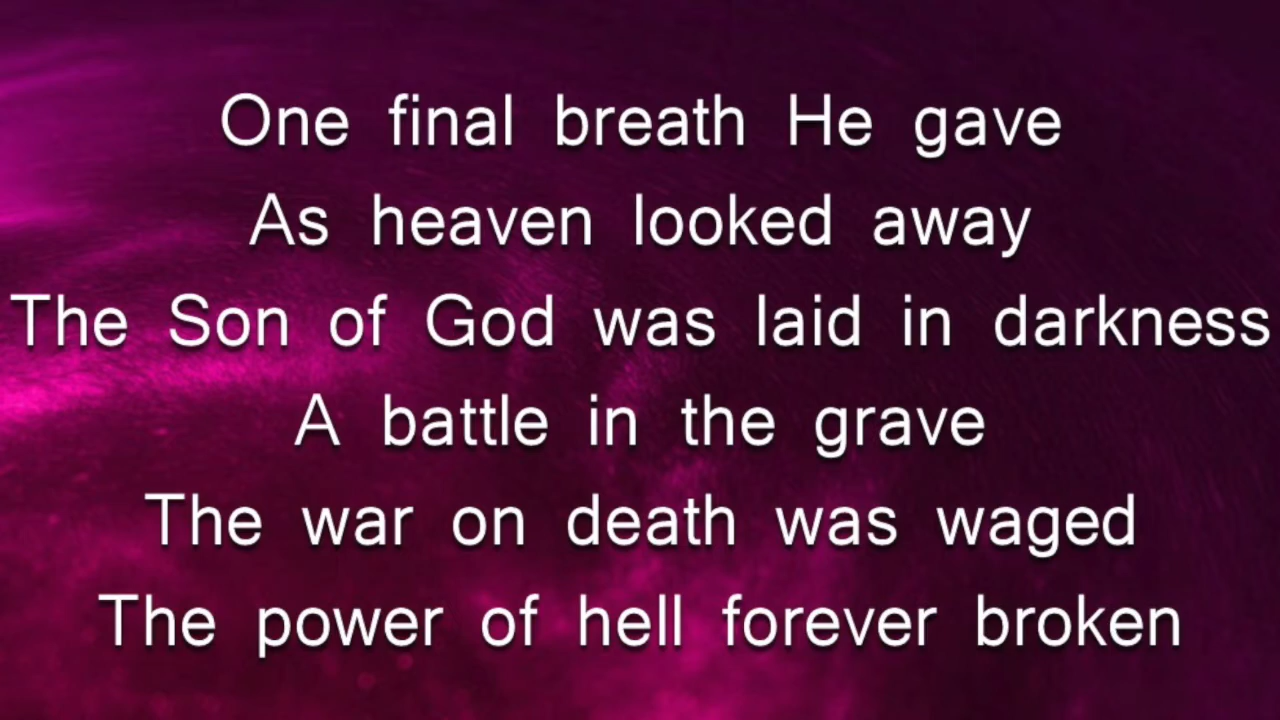 One final breath He gave
As heaven looked away
The Son of God was laid in darkness
A battle in the grave
The war on death was waged
The power of hell forever broken